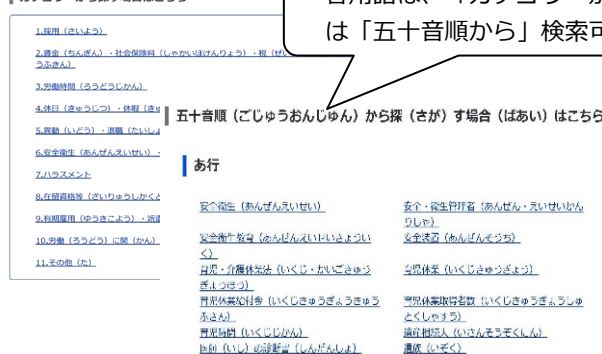 1.採用（さいよう）
2.賃金（ちんぎん）・社会保険料（しゃかいほけんりょう）・税
うふきん）
3.労働時間（ろうどうじかん）
4.休日（きゅうじつ）・休暇
5.異動（いどう）・退職
6.安全衛生（あんぜんえいせい）・
7.ハラスメント
8.在留資格等（ざいりゅうしかくと
9.有期雇用（ゆうきこよう）・派遣
10.労働（ろうどう）に関（かん）
11.その他（た）
は「五十音順から」検索可
五十音順（ごじゅうおんじゅん）から探（さが）す場合（ばあい）はこちら
あ行
安全衛生（あんぜんえいせい）
安全・衛生管理者（あんぜん・えいせいかん
りしゃ）
安全衛生教育（あんぜんえいせいきょうい
く）
安全装置（あんぜんそうち）
育児・介護休業法（いくじ・かいごきゅう
ぎょうほう）
育児休業（いくじきゅうぎょう）
育児休業給付金（いくじきゅうぎょうきゅう
ふきん）
育児休業取得者数（いくじきゅうぎょうしゅ
とくしゃすう）
育児時間（いくじじかん）
遺産相続人（いさんそうぞくにん）
医師（いし）の診断書（しんだんしょ）
遺族（いぞく）